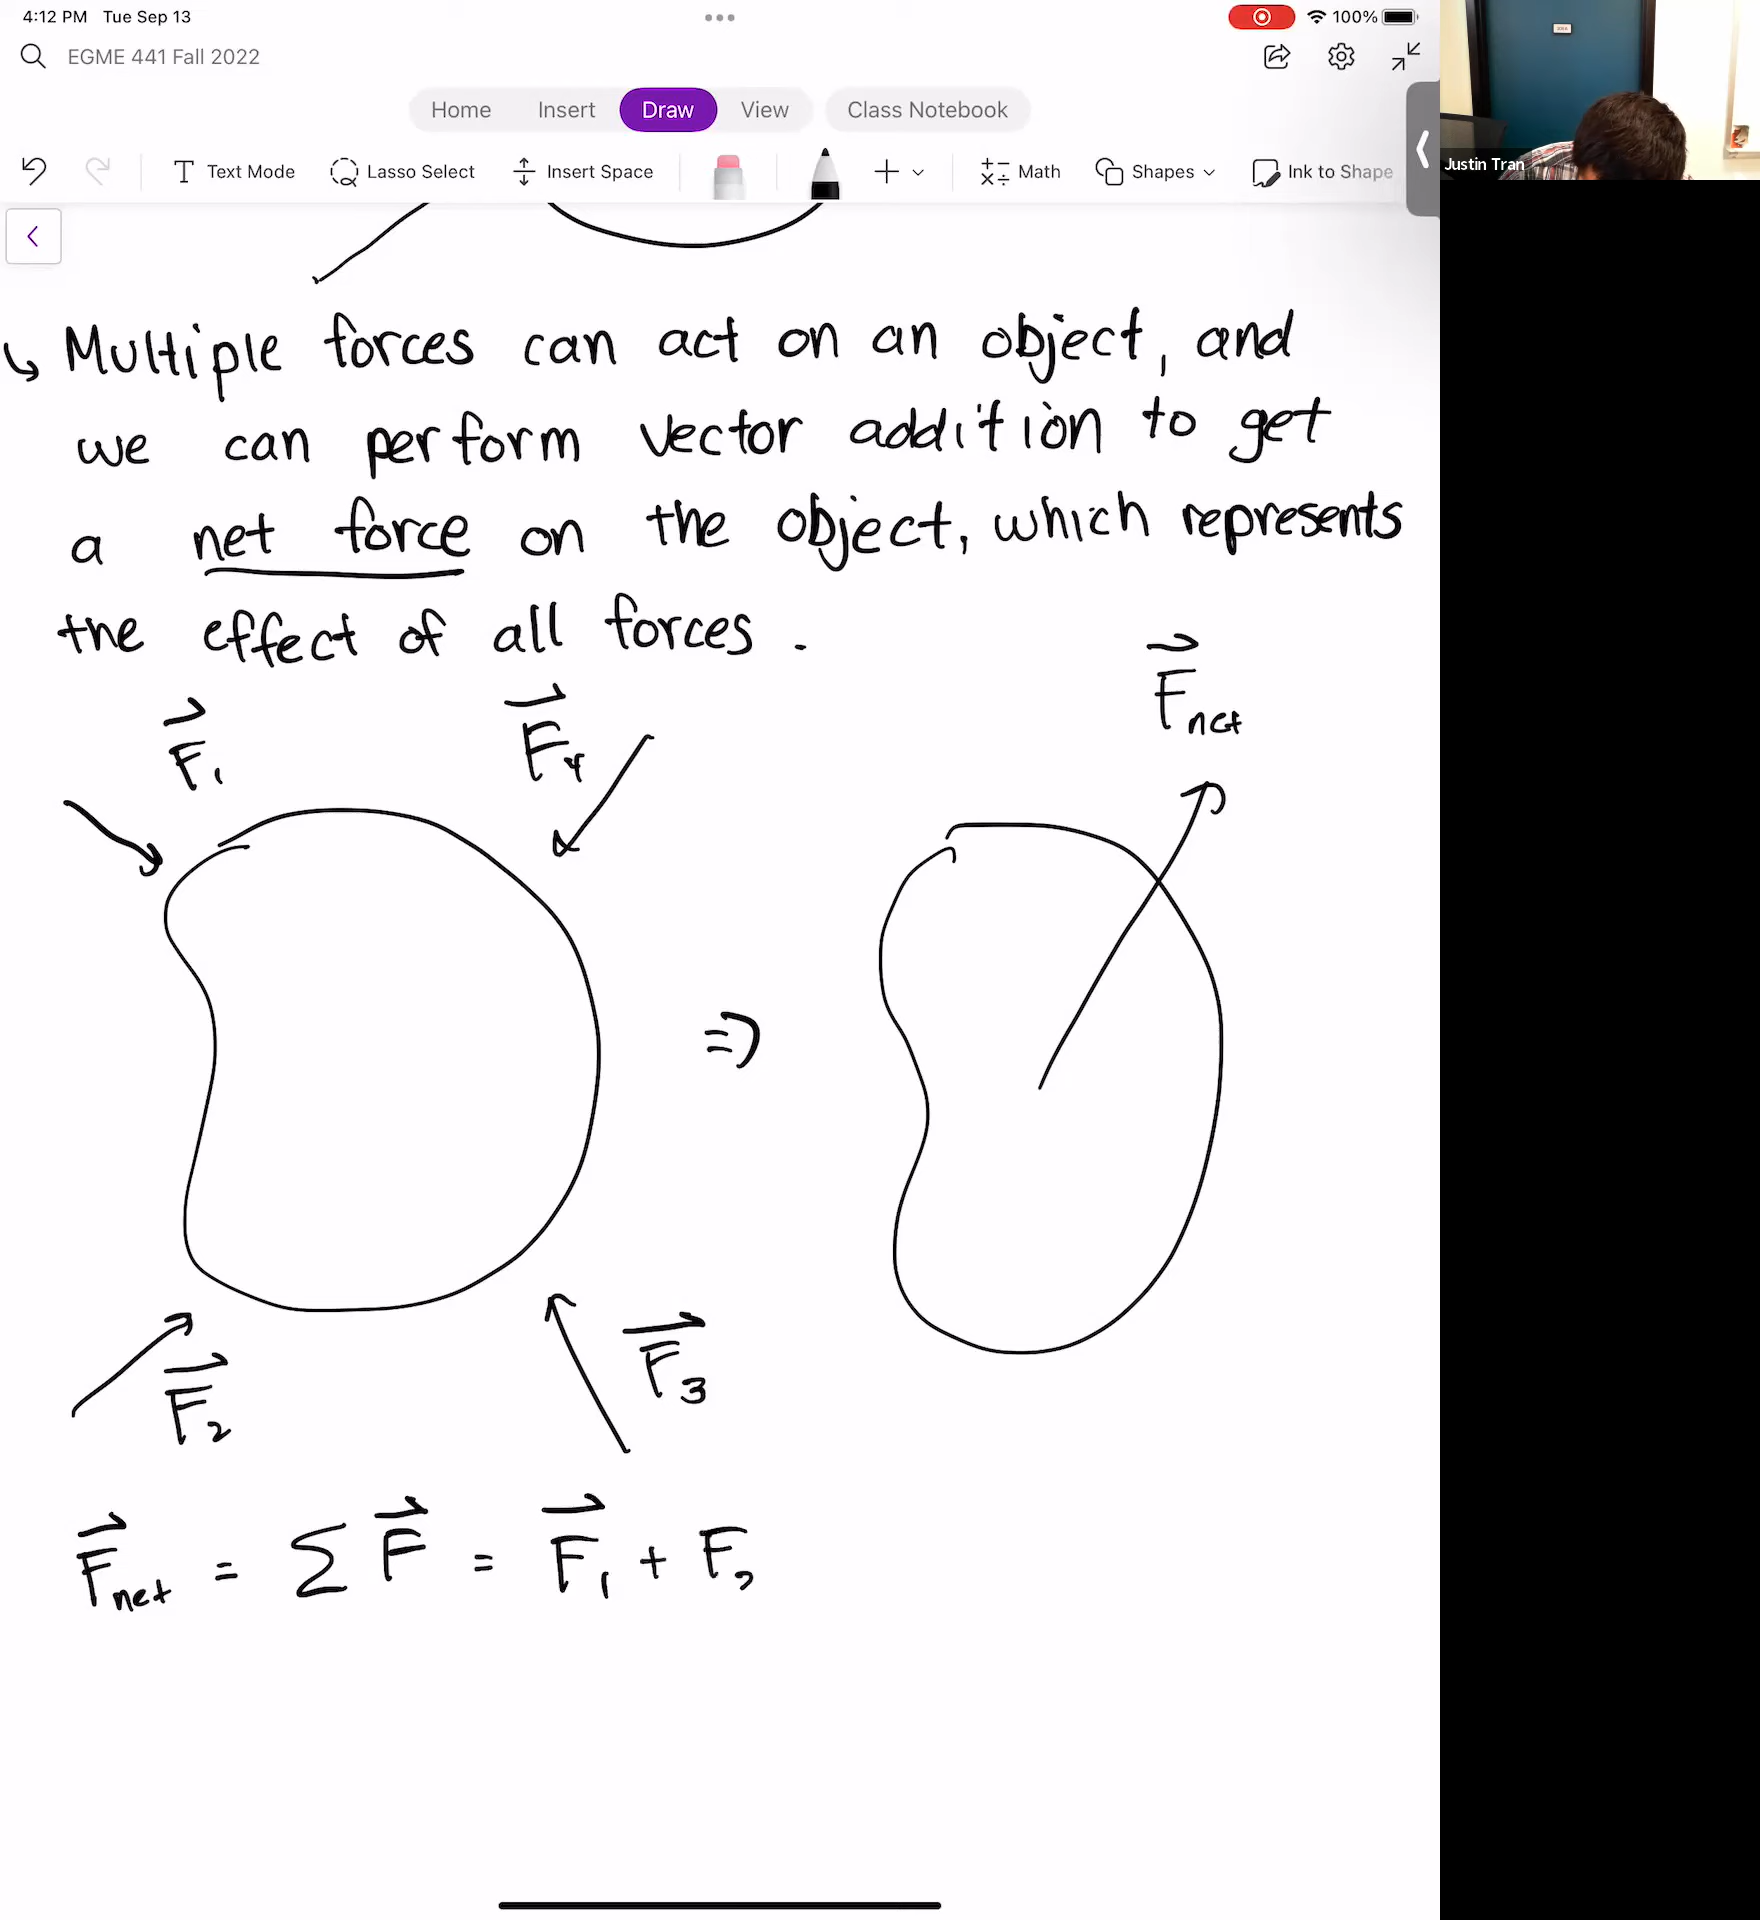 4:12 PM Tue Sep 13
100%
EGME 441 Fall 2022
Home Insert Draw View Class Notebook
Text Mode Lasso Select Insert Space Math Shapes Ink to Shape
Justin Tran
Multiple forces can act on an object, and
we can perform vector addition to get
a net force on the object, which represents
the effect of all forces.
F⃗₁ F⃗₄ F⃗net
⇒
F⃗₂ F⃗₃
F⃗net = ∑ F⃗ = F⃗₁ + F₂